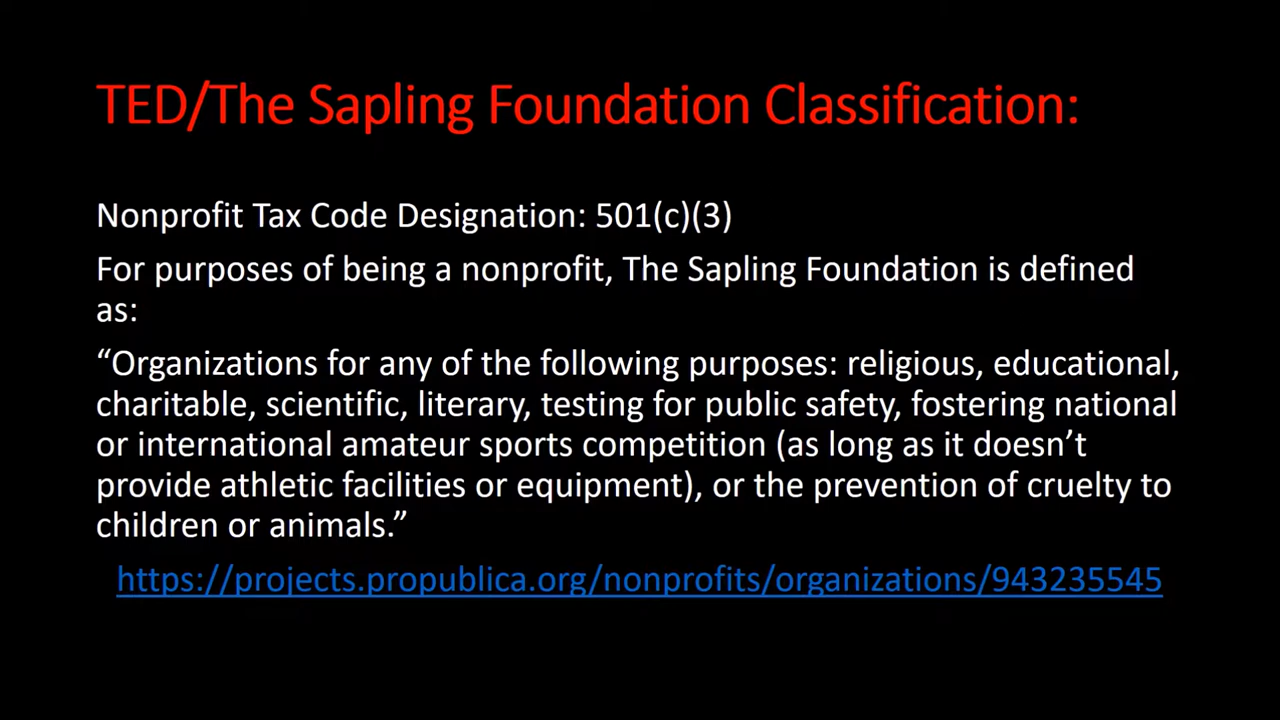 TED/The Sapling Foundation Classification:
Nonprofit Tax Code Designation: 501(c)(3)
For purposes of being a nonprofit, The Sapling Foundation is defined
as:
“Organizations for any of the following purposes: religious, educational,
charitable, scientific, literary, testing for public safety, fostering national
or international amateur sports competition (as long as it doesn’t
provide athletic facilities or equipment), or the prevention of cruelty to
children or animals.”
https://projects.propublica.org/nonprofits/organizations/943235545